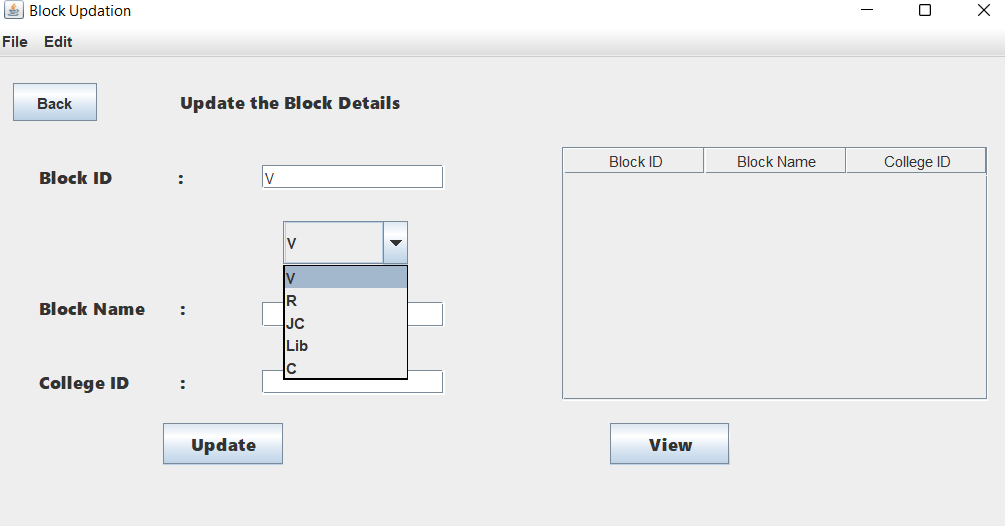 Block Updation
File Edit
Back
Update the Block Details
Block ID : V
V
V
R
JC
Lib
C
Block Name :
College ID :
Update
Block ID Block Name College ID
View